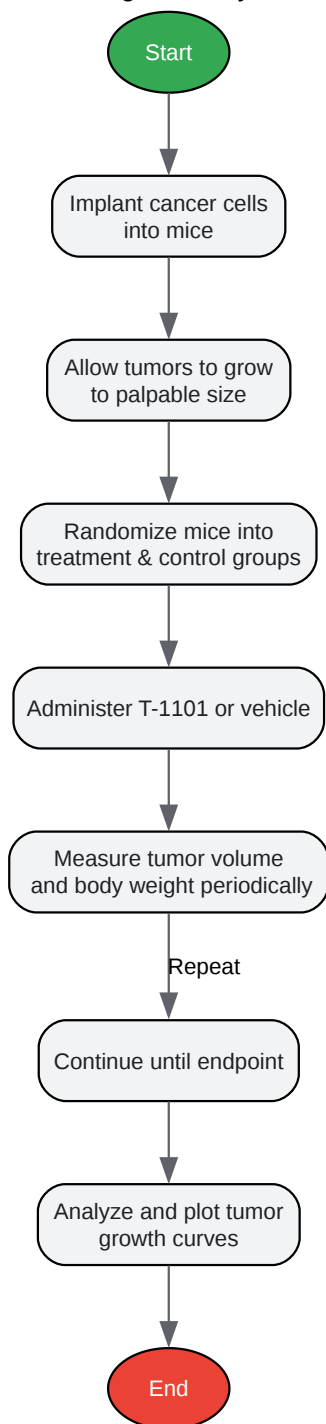 Start
Implant cancer cells
into mice
Allow tumors to grow
to palpable size
Randomize mice into
treatment & control groups
Administer T-1101 or vehicle
Measure tumor volume
and body weight periodically
Repeat
Continue until endpoint
Analyze and plot tumor
growth curves
End